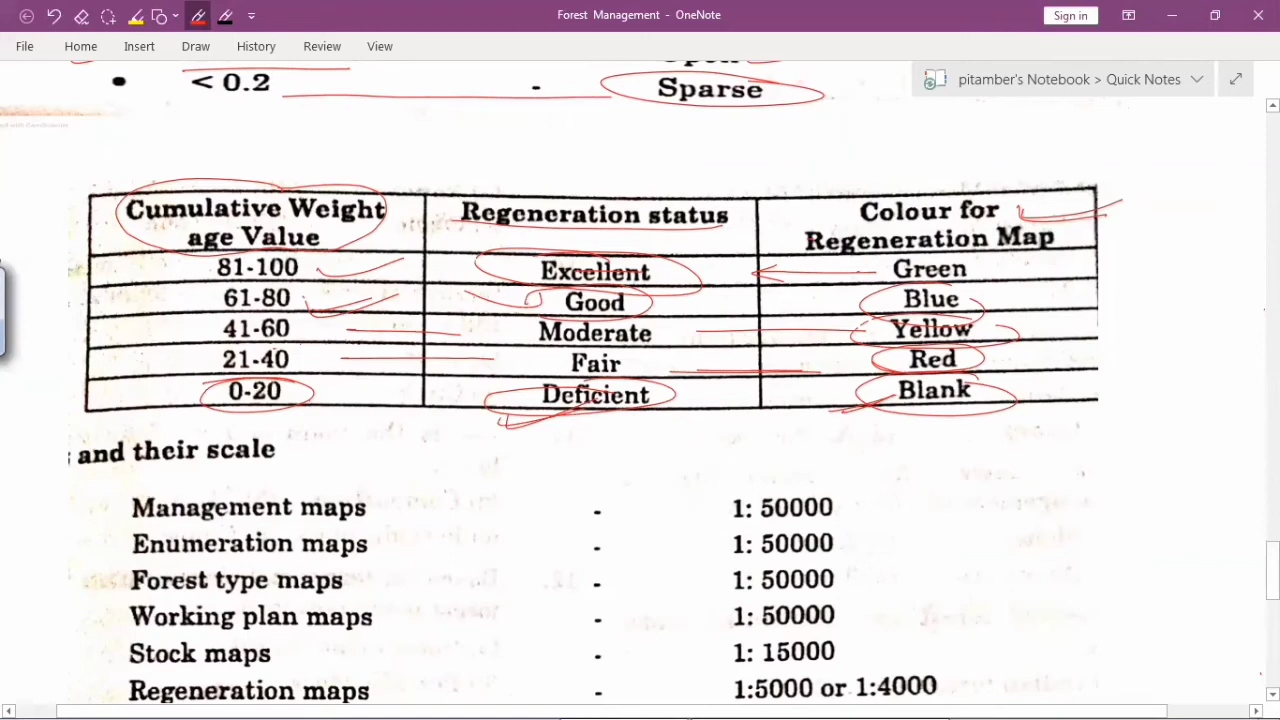 Forest Management - OneNote
Sign in
File Home Insert Draw History Review View
pitamber's Notebook > Quick Notes
• < 0.2 - Sparse
Cumulative Weight age Value Regeneration status Colour for Regeneration Map
81-100 Excellent Green
61-80 Good Blue
41-60 Moderate Yellow
21-40 Fair Red
0-20 Deficient Blank
and their scale
Management maps - 1: 50000
Enumeration maps - 1: 50000
Forest type maps - 1: 50000
Working plan maps - 1: 50000
Stock maps - 1: 15000
Regeneration maps - 1:5000 or 1:4000